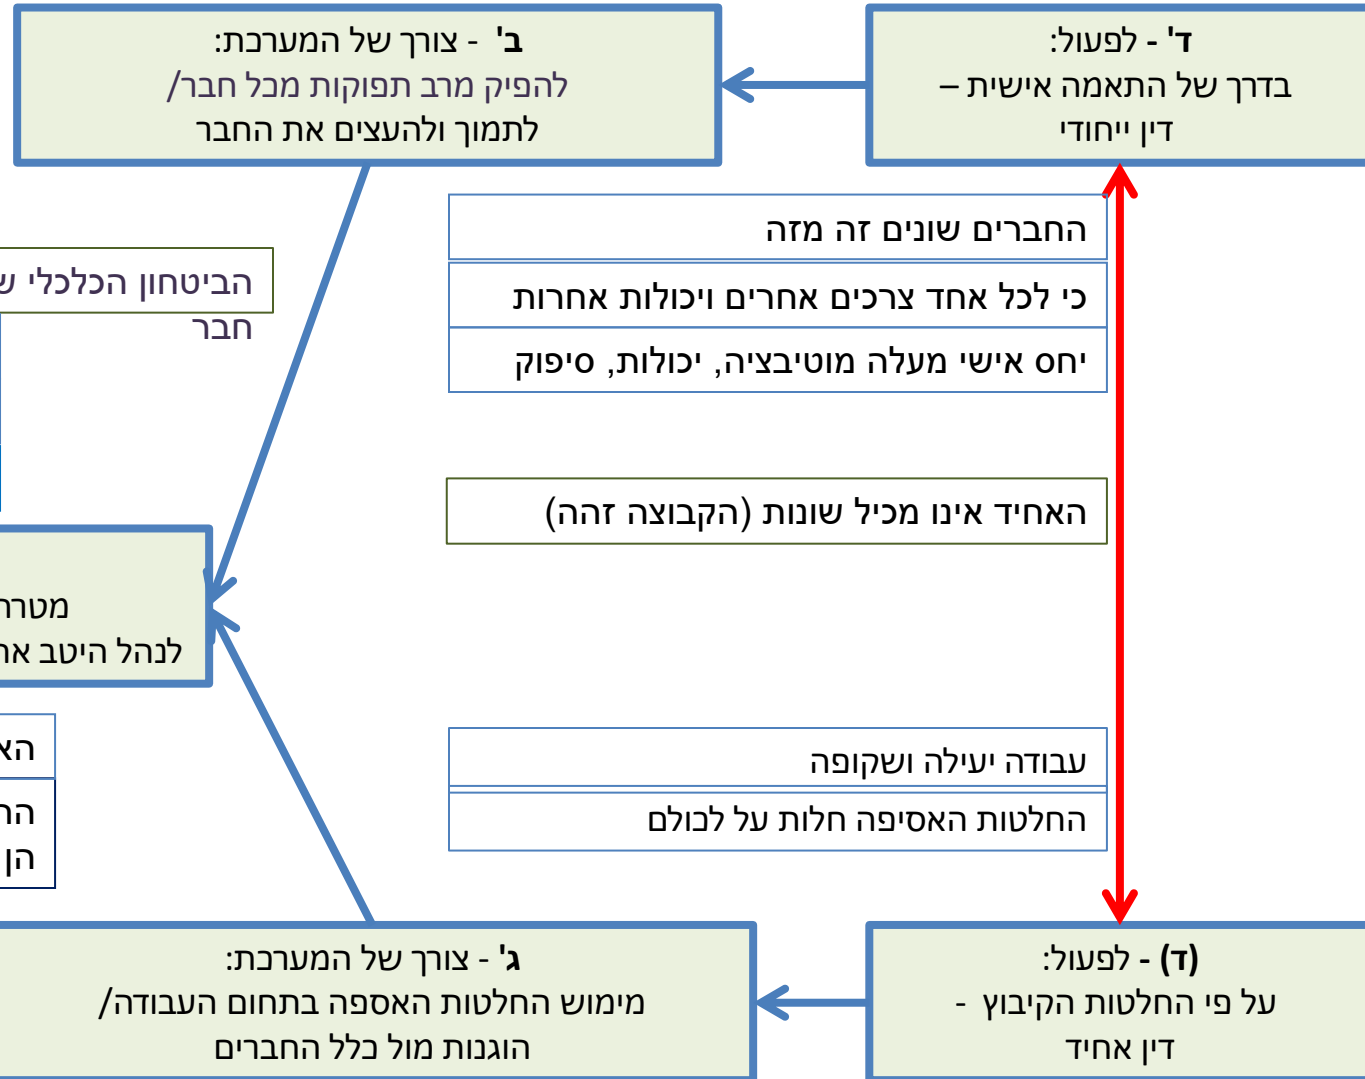 ד' - לפעול:
בדרך של התאמה אישית –
דין ייחודי
ב' - צורך של המערכת:
להפיק מרב תפוקות מכל חבר/
לתמוך ולהעצים את החבר
החברים שונים זה מזה
כי לכל אחד צרכים אחרים ויכולות אחרות
יחס אישי מעלה מוטיבציה, יכולות, סיפוק
הביטחון הכלכלי
חבר
האחיד אינו מכיל שונות (הקבוצה זהה)
לנהל היטב
עבודה יעילה ושקופה
החלטות האסיפה חלות על לכולם
הן
(ד) - לפעול:
על פי החלטות הקיבוץ -
דין אחיד
ג' - צורך של המערכת:
מימוש החלטות האספה בתחום העבודה/
הוגנות מול כלל החברים